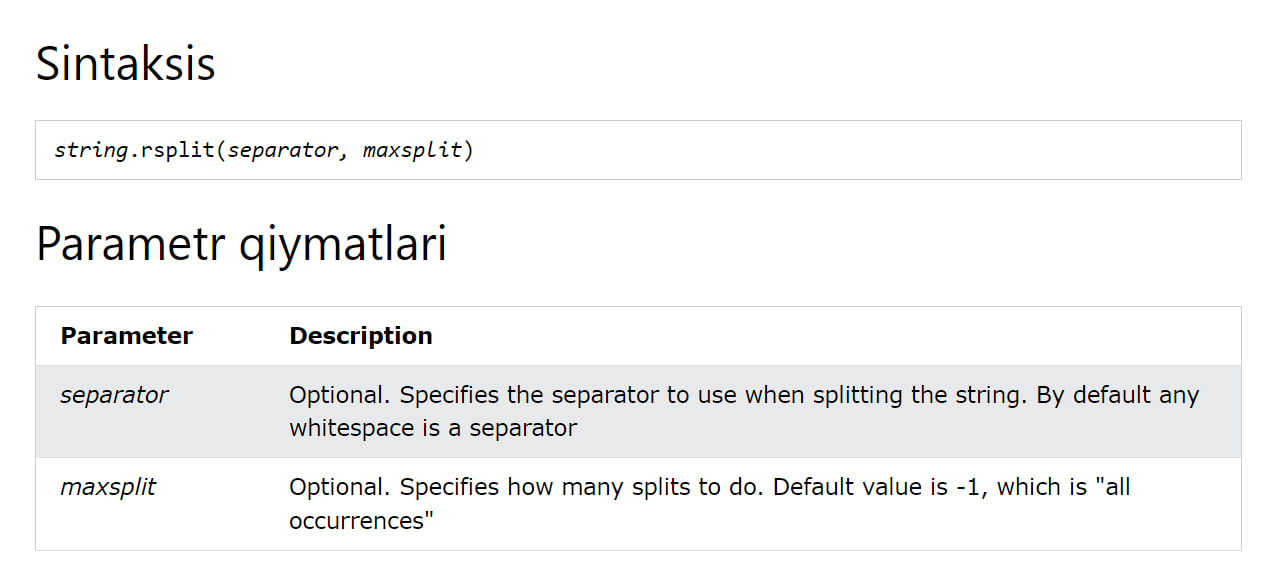 Sintaksis
string.rsplit(separator, maxsplit)
Parametr qiymatlari
Parameter Description
separator Optional. Specifies the separator to use when splitting the string. By default any
whitespace is a separator
maxsplit Optional. Specifies how many splits to do. Default value is -1, which is "all
occurrences"